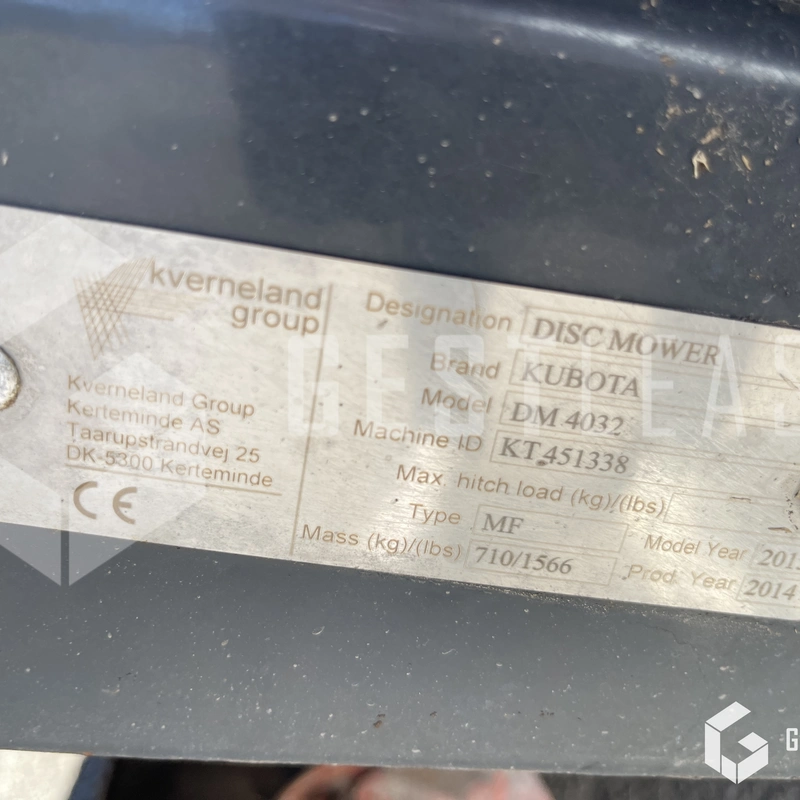 kverneland
group
Kverneland Group
Kerteminde AS
Taarupstrandvej 25
DK-5300 Kerteminde
CE
Designation DISC MOWER
Brand KUBOTA
Model DM 4032
Machine ID KT451338
Max. hitch load (kg)/(lbs)
Type MF Model Year
Mass (kg)/(lbs) 710/1566 Prod. Year 2014